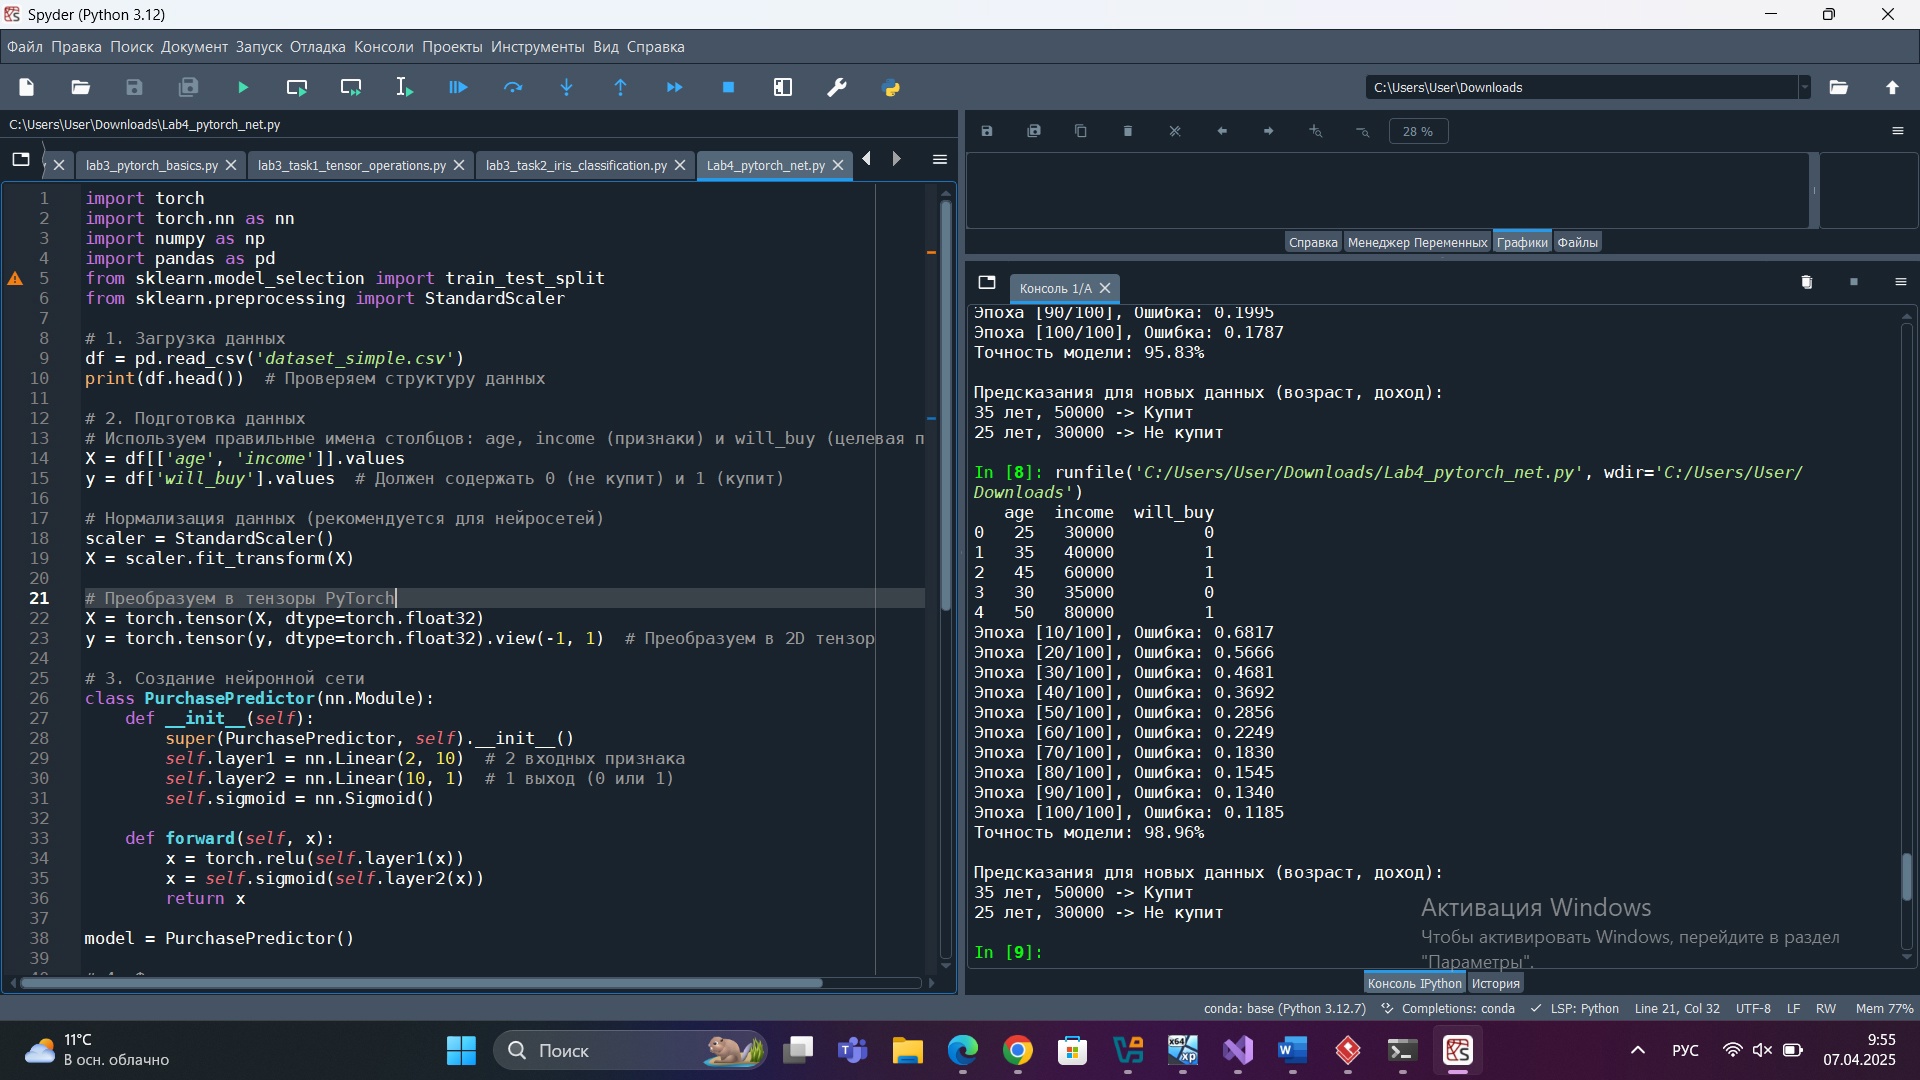 Spyder (Python 3.12)
Файл Правка Поиск Документ Запуск Отладка Консоли Проекты Инструменты Вид Справка
C:\Users\User\Downloads
C:\Users\User\Downloads\Lab4_pytorch_net.py
lab3_pytorch_basics.py lab3_task1_tensor_operations.py lab3_task2_iris_classification.py Lab4_pytorch_net.py
1 import torch
2 import torch.nn as nn
3 import numpy as np
4 import pandas as pd
5 from sklearn.model_selection import train_test_split
6 from sklearn.preprocessing import StandardScaler
7
8 # 1. Загрузка данных
9 df = pd.read_csv('dataset_simple.csv')
10 print(df.head())  # Проверяем структуру данных
11
12 # 2. Подготовка данных
13 # Используем правильные имена столбцов: age, income (признаки) и will_buy (целевая п
14 X = df[['age', 'income']].values
15 y = df['will_buy'].values  # Должен содержать 0 (не купит) и 1 (купит)
16
17 # Нормализация данных (рекомендуется для нейросетей)
18 scaler = StandardScaler()
19 X = scaler.fit_transform(X)
20
21 # Преобразуем в тензоры PyTorch
22 X = torch.tensor(X, dtype=torch.float32)
23 y = torch.tensor(y, dtype=torch.float32).view(-1, 1)  # Преобразуем в 2D тензор
24
25 # 3. Создание нейронной сети
26 class PurchasePredictor(nn.Module):
27     def __init__(self):
28         super(PurchasePredictor, self).__init__()
29         self.layer1 = nn.Linear(2, 10)  # 2 входных признака
30         self.layer2 = nn.Linear(10, 1)  # 1 выход (0 или 1)
31         self.sigmoid = nn.Sigmoid()
32
33     def forward(self, x):
34         x = torch.relu(self.layer1(x))
35         x = self.sigmoid(self.layer2(x))
36         return x
37
38 model = PurchasePredictor()
39
28 %
Справка Менеджер Переменных Графики Файлы
Консоль 1/A
Эпоха [90/100], Ошибка: 0.1995
Эпоха [100/100], Ошибка: 0.1787
Точность модели: 95.83%
Предсказания для новых данных (возраст, доход):
35 лет, 50000 -> Купит
25 лет, 30000 -> Не купит
In [8]: runfile('C:/Users/User/Downloads/Lab4_pytorch_net.py', wdir='C:/Users/User/
Downloads')
age income will_buy
0 25 30000 0
1 35 40000 1
2 45 60000 1
3 30 35000 0
4 50 80000 1
Эпоха [10/100], Ошибка: 0.6817
Эпоха [20/100], Ошибка: 0.5666
Эпоха [30/100], Ошибка: 0.4681
Эпоха [40/100], Ошибка: 0.3692
Эпоха [50/100], Ошибка: 0.2856
Эпоха [60/100], Ошибка: 0.2249
Эпоха [70/100], Ошибка: 0.1830
Эпоха [80/100], Ошибка: 0.1545
Эпоха [90/100], Ошибка: 0.1340
Эпоха [100/100], Ошибка: 0.1185
Точность модели: 98.96%
Предсказания для новых данных (возраст, доход):
35 лет, 50000 -> Купит
25 лет, 30000 -> Не купит
In [9]:
Активация Windows
Чтобы активировать Windows, перейдите в раздел
"Параметры".
Консоль IPython История
conda: base (Python 3.12.7) Completions: conda LSP: Python Line 21, Col 32 UTF-8 LF RW Mem 77%
11°C
В осн. облачно
Поиск
x64
xp
РУС
9:55
07.04.2025